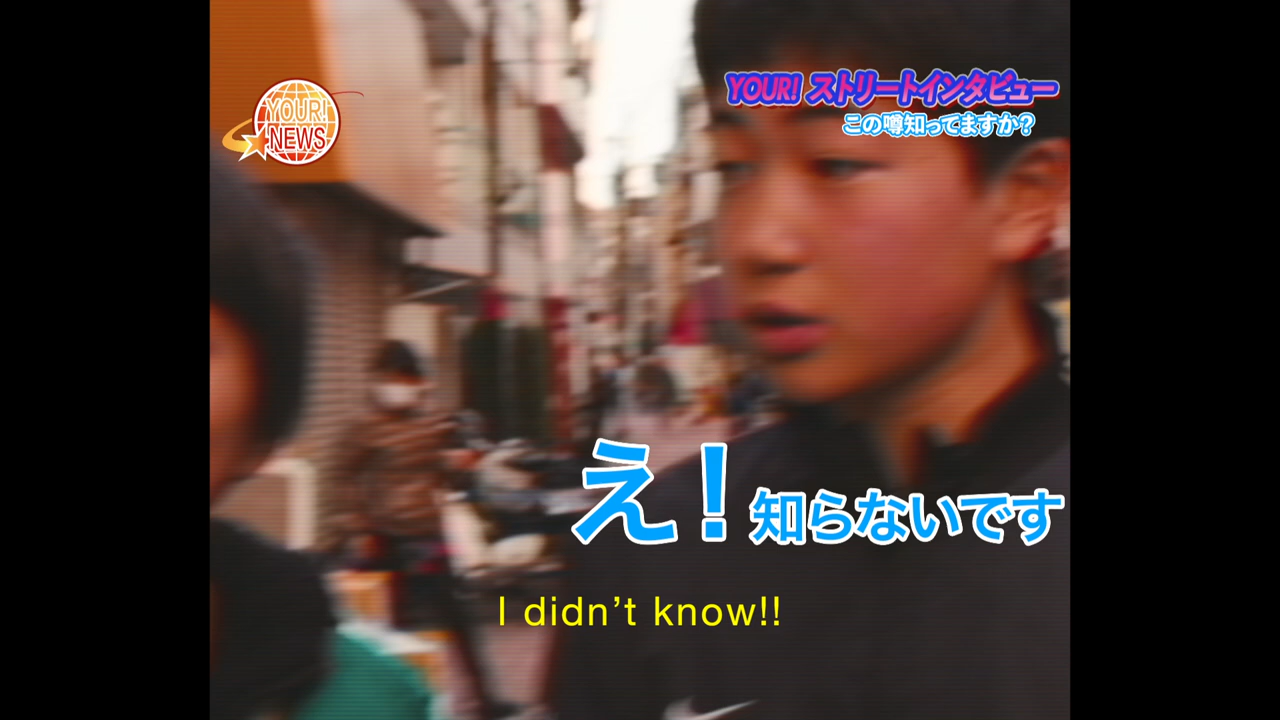 YOUR!
NEWS
YOUR! ストリートインタビュー
この噂知ってますか?
え!知らないです
I didn't know!!